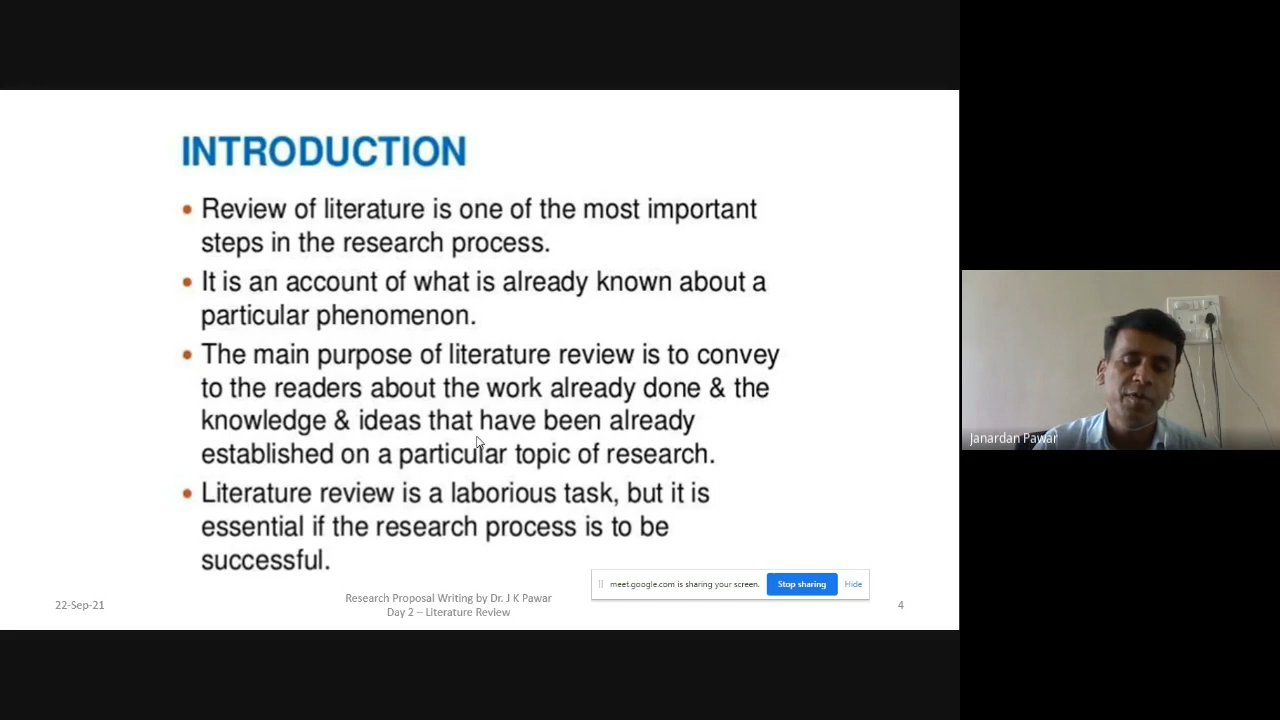 INTRODUCTION
• Review of literature is one of the most important
steps in the research process.
• It is an account of what is already known about a
particular phenomenon.
• The main purpose of literature review is to convey
to the readers about the work already done & the
knowledge & ideas that have been already
established on a particular topic of research.
• Literature review is a laborious task, but it is
essential if the research process is to be
successful.
meet.google.com is sharing your screen.
Stop sharing
Hide
22-Sep-21
Research Proposal Writing by Dr. J K Pawar
Day 2 – Literature Review
4
Janardan Pawar